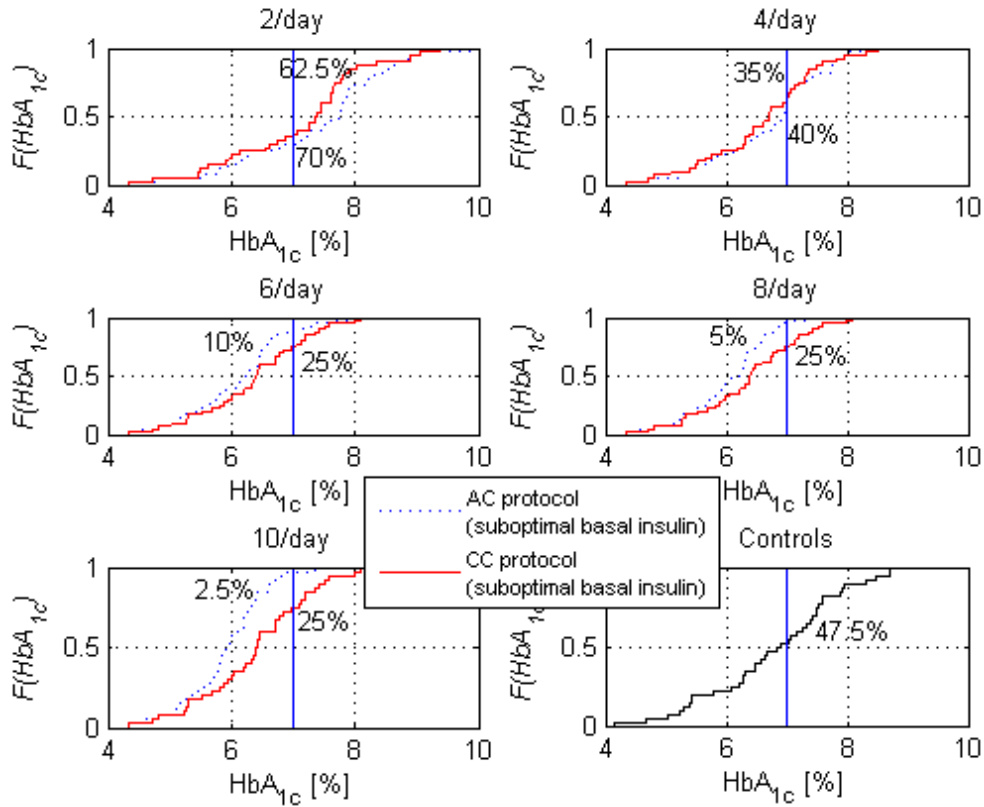 2/day
4/day
1
0.5
0
F(HbA1c)
62.5%
70%
4 6 8 10
HbA1c [%]
1
0.5
0
F(HbA1c)
35%
40%
4 6 8 10
HbA1c [%]
6/day
8/day
1
0.5
0
F(HbA1c)
10%
25%
4 6 8 10
HbA1c [%]
1
0.5
0
F(HbA1c)
5%
25%
4 6 8 10
HbA1c [%]
AC protocol
(suboptimal basal insulin)
CC protocol
(suboptimal basal insulin)
10/day
Controls
1
0.5
0
F(HbA1c)
2.5%
25%
4 6 8 10
HbA1c [%]
0
F(HbA1c)
47.5%
4 6 8 10
HbA1c [%]